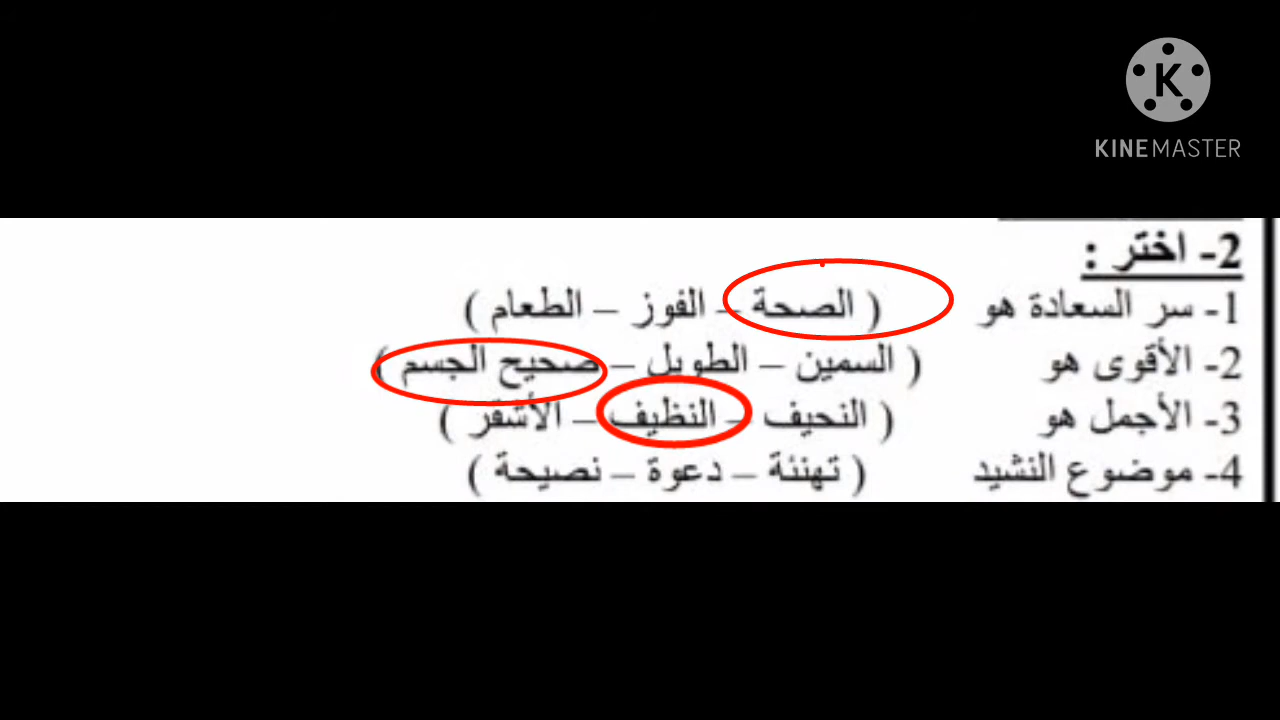 KINEMASTER
2- اختر :
1- سر السعادة هو ( الصحة – الفوز – الطعام )
2- الأقوى هو ( السمين – الطويل – صحيح الجسم )
3- الأجمل هو ( النحيف – النظيف – الأشقر )
4- موضوع النشيد ( تهنئة – دعوة – نصيحة )